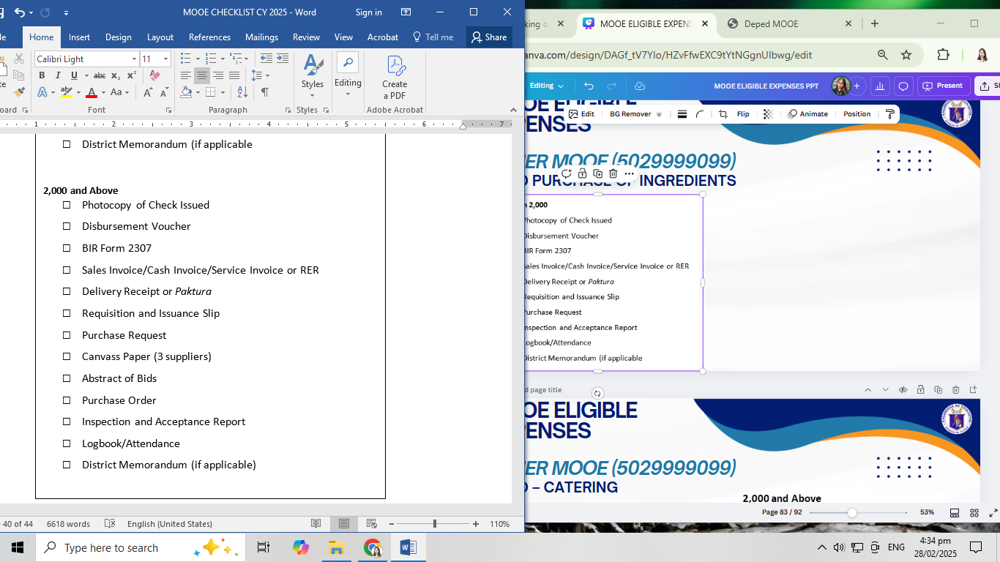 MOOE CHECKLIST CY 2025 - Word
Sign in
Home
Insert
Design
Layout
References
Mailings
Review
View
Acrobat
Tell me
Share
Calibri Light
11
Styles
Editing
Create
a PDF
Font
Paragraph
Styles
Adobe Acrobat
1 2 3 4 5 6 7
☐ District Memorandum (if applicable
2,000 and Above
☐ Photocopy of Check Issued
☐ Disbursement Voucher
☐ BIR Form 2307
☐ Sales Invoice/Cash Invoice/Service Invoice or RER
☐ Delivery Receipt or Paktura
☐ Requisition and Issuance Slip
☐ Purchase Request
☐ Canvass Paper (3 suppliers)
☐ Abstract of Bids
☐ Purchase Order
☐ Inspection and Acceptance Report
☐ Logbook/Attendance
☐ District Memorandum (if applicable)
40 of 44
6618 words
English (United States)
110%
MOOE ELIGIBLE EXPENS
Deped MOOE
anva.com/design/DAGf_tV7YIo/HZvFfwEXC9tYtNGgnUIbwg/edit
Editing
MOOE ELIGIBLE EXPENSES PPT
Present
Edit
BG Remover
Flip
Animate
Position
OE ELIGIBLE
PENSES
ER MOOE (5029999099)
D PURCHASE OF INGREDIENTS
n 2,000
Photocopy of Check Issued
Disbursement Voucher
BIR Form 2307
Sales Invoice/Cash Invoice/Service Invoice or RER
Delivery Receipt or Paktura
Requisition and Issuance Slip
Purchase Request
Inspection and Acceptance Report
Logbook/Attendance
District Memorandum (if applicable
d page title
OE ELIGIBLE
PENSES
ER MOOE (5029999099)
D – CATERING
2,000 and Above
Page 83 / 92
53%
Type here to search
ENG
4:34 pm
28/02/2025